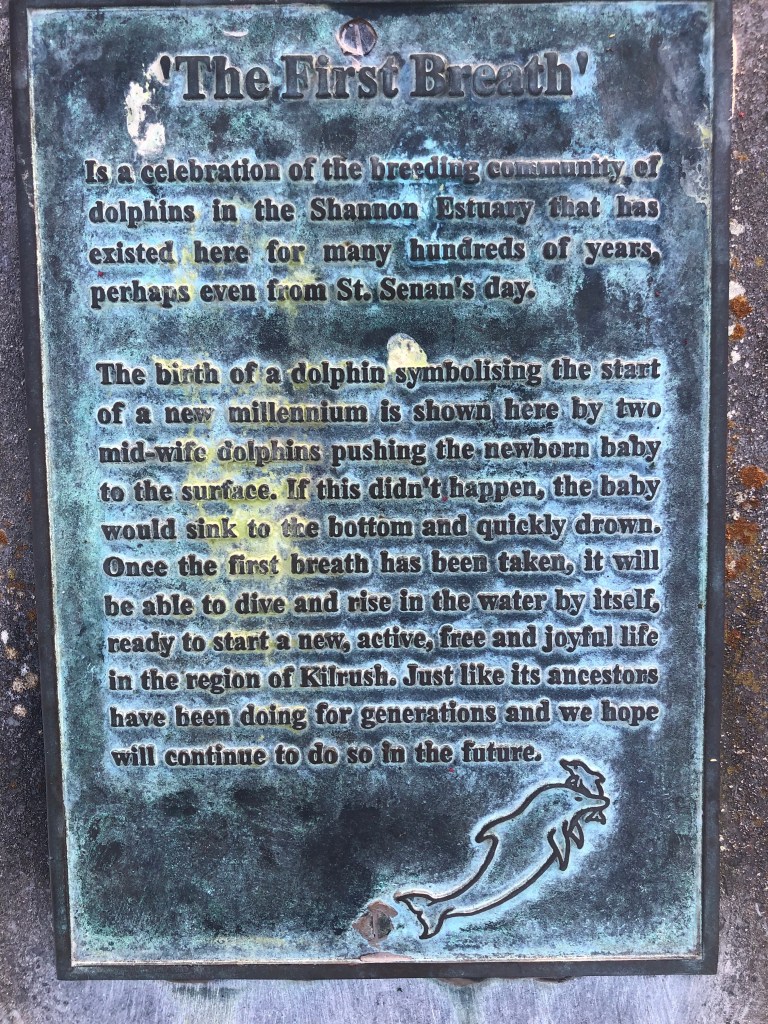 'The First Breath'
Is a celebration of the breeding community of
dolphins in the Shannon Estuary that has
existed here for many hundreds of years,
perhaps even from St. Senan's day.
The birth of a dolphin symbolising the start
of a new millennium is shown here by two
mid-wife dolphins pushing the newborn baby
to the surface. If this didn't happen, the baby
would sink to the bottom and quickly drown.
Once the first breath has been taken, it will
be able to dive and rise in the water by itself,
ready to start a new, active, free and joyful life
in the region of Kilrush. Just like its ancestors
have been doing for generations and we hope
will continue to do so in the future.